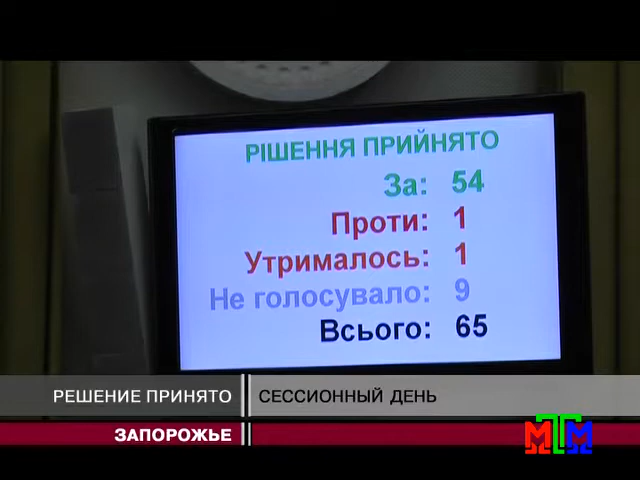 РІШЕННЯ ПРИЙНЯТО
За: 54
Проти: 1
Утрималось: 1
Не голосувало: 9
Всього: 65
РЕШЕНИЕ ПРИНЯТО СЕССИОННЫЙ ДЕНЬ
ЗАПОРОЖЬЕ МТМ